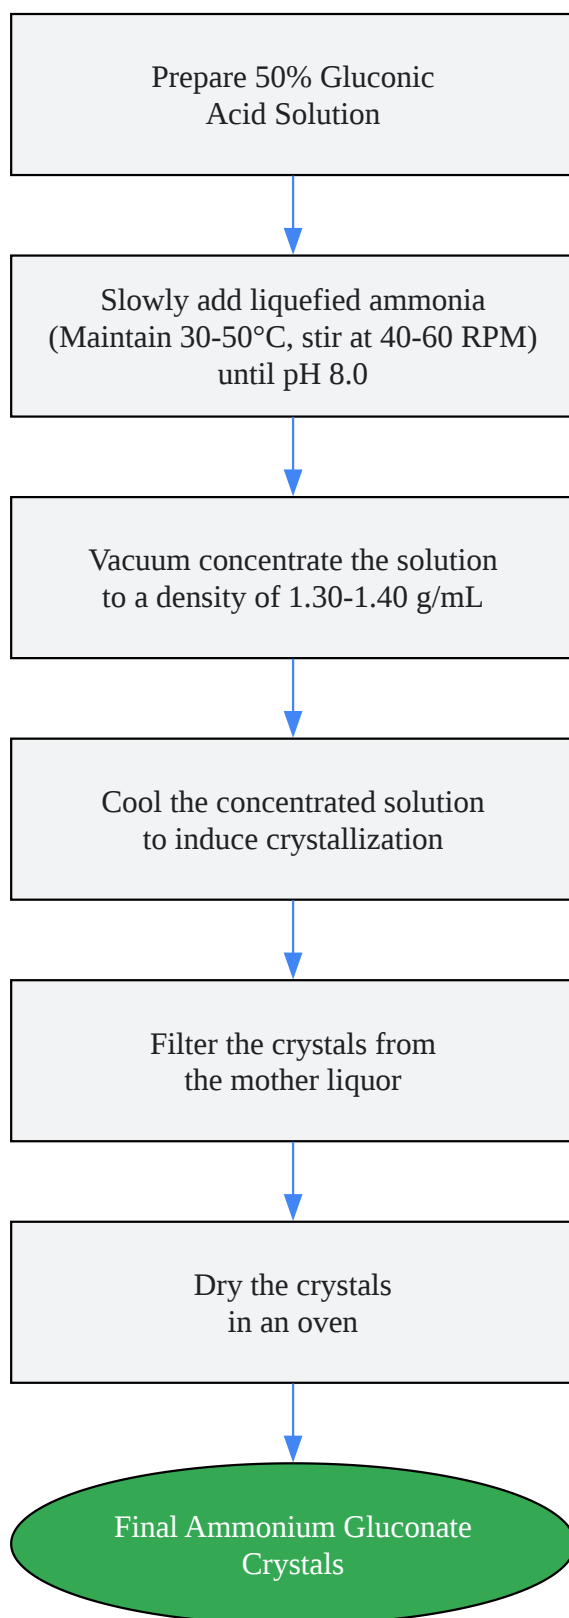 Prepare 50% Gluconic
Acid Solution
Slowly add liquefied ammonia
(Maintain 30-50°C, stir at 40-60 RPM)
until pH 8.0
Vacuum concentrate the solution
to a density of 1.30-1.40 g/mL
Cool the concentrated solution
to induce crystallization
Filter the crystals from
the mother liquor
Dry the crystals
in an oven
Final Ammonium Gluconate
Crystals